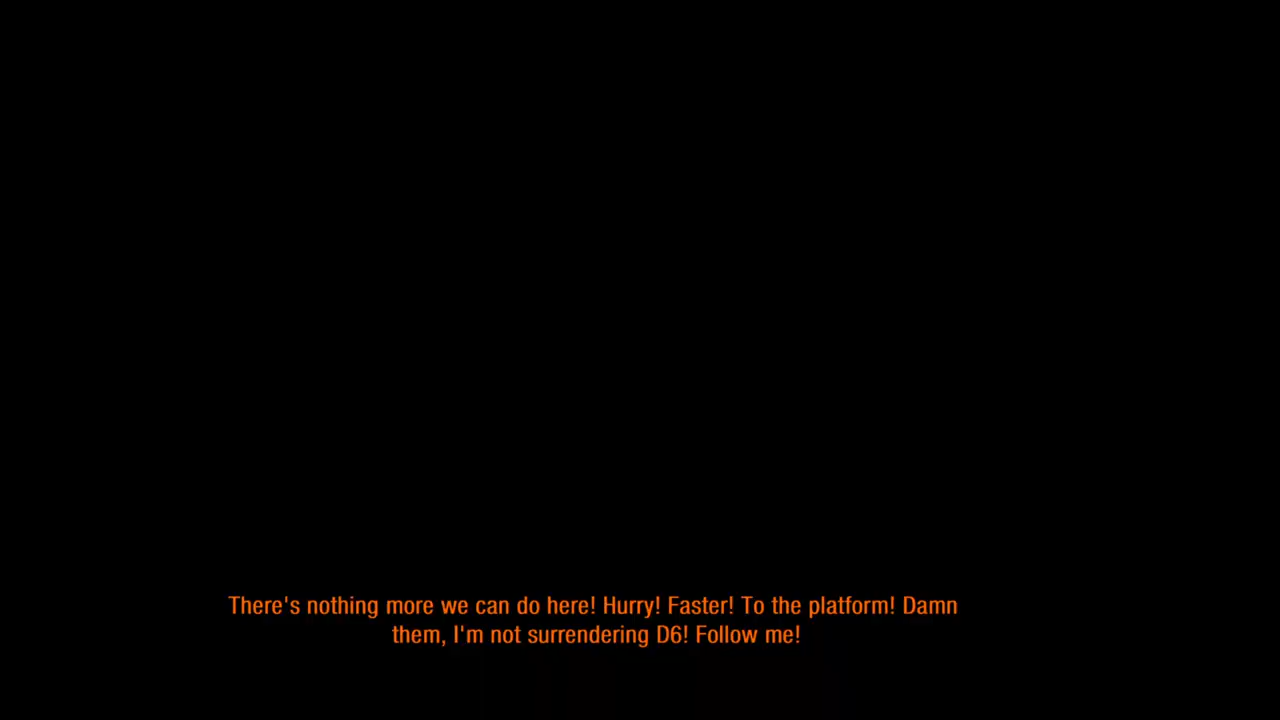 There's nothing more we can do here! Hurry! Faster! To the platform! Damn
them, I'm not surrendering D6! Follow me!